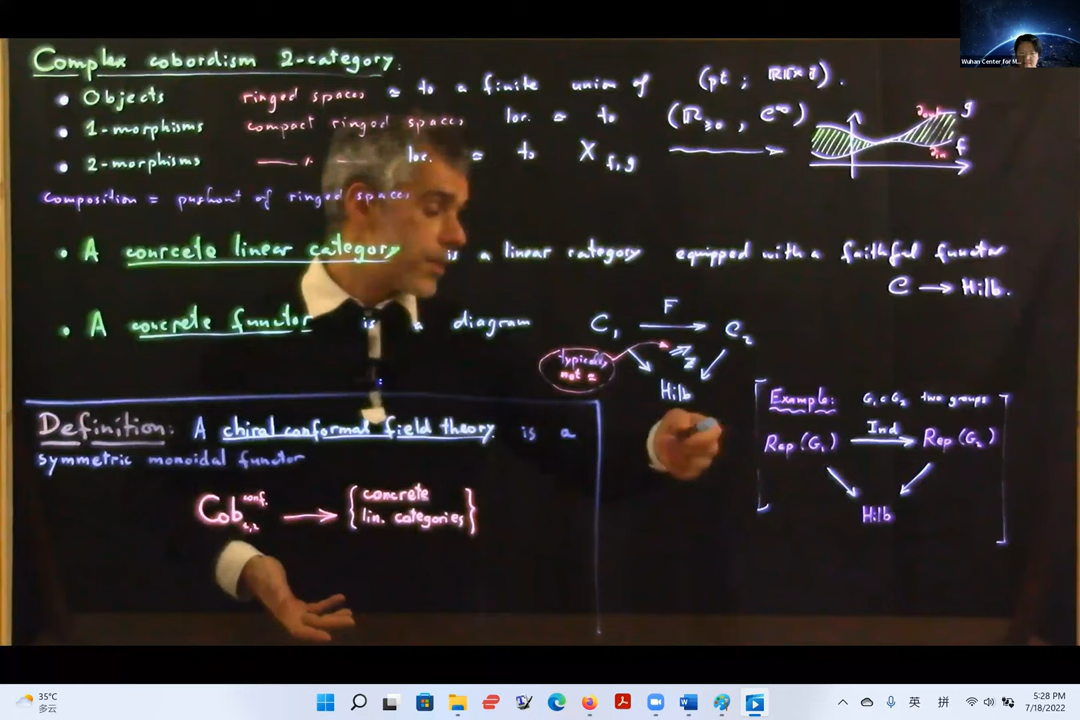 Complex cobordism 2-category:
• Objects ringed spaces ≃ to a finite union of (pt ; ).
• 1-morphisms compact ringed spaces loc. ≃ to (ℝ≥0 , C∞)
• 2-morphisms — 〃 — loc. ≃ to X f,g ⟶
∂out g
∂in f
composition = pushout of ringed spaces
• A concrete linear category is a linear category equipped with a faithful functor
C ⟶ Hilb.
• A concrete functor is a diagram C₁ ⟶ C₂
F
typically
not ≃
Hilb
Definition: A chiral conformal field theory is a
symmetric monoidal functor
Cob conf. 1,2 ⟶ { concrete
lin. categories }
Example: G₁ ⊂ G₂ two groups
Rep(G₁) Ind ⟶ Rep(G₂)
Hilb
Wuhan Center for M...
35°C
多云
英
拼
5:28 PM
7/18/2022